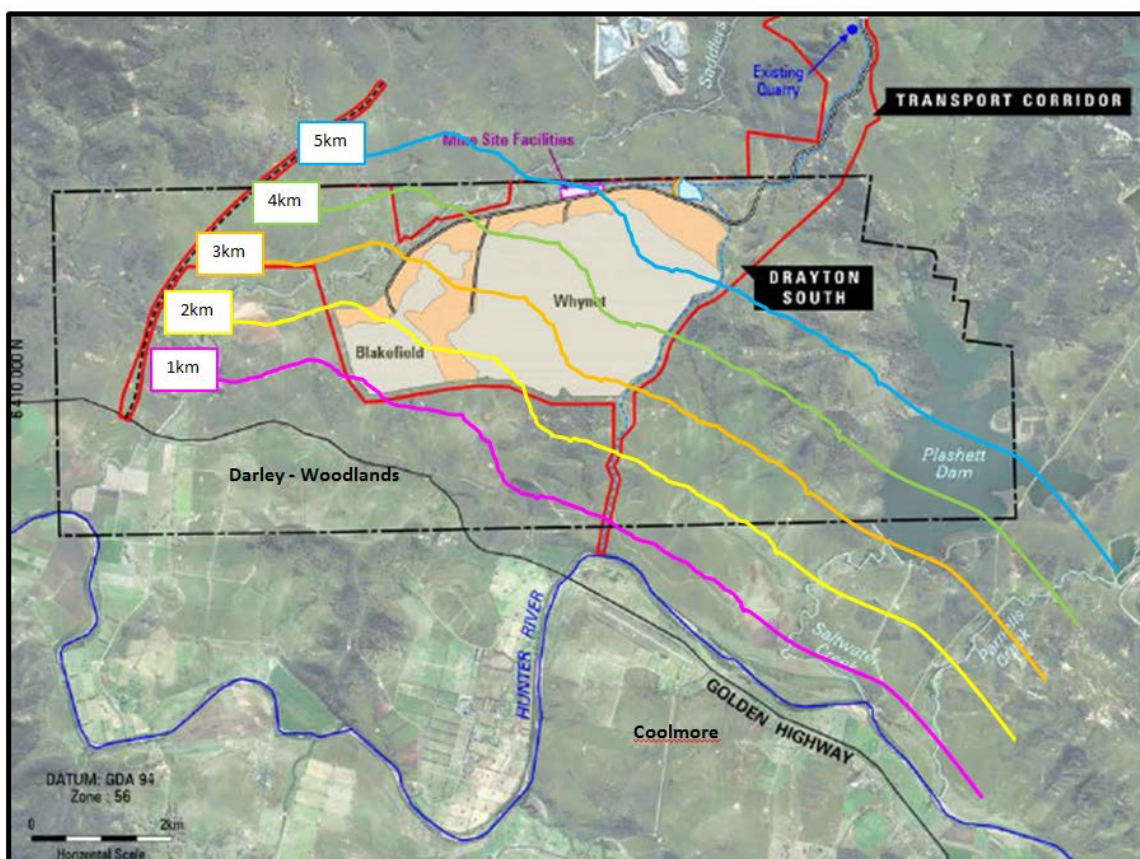 Saddlers
Existing
Quarry
TRANSPORT CORRIDOR
5km
Mine Site Facilities
4km
3km
DRAYTON
SOUTH
2km
Whynot
Blakefield
1km
6 410 000 N
Plashett
Dam
Darley - Woodlands
HUNTER RIVER
Saltwater
Creek
Parnells
Creek
GOLDEN HIGHWAY
Coolmore
DATUM: GDA 94
Zone : 56
0 2km
Horizontal Scale